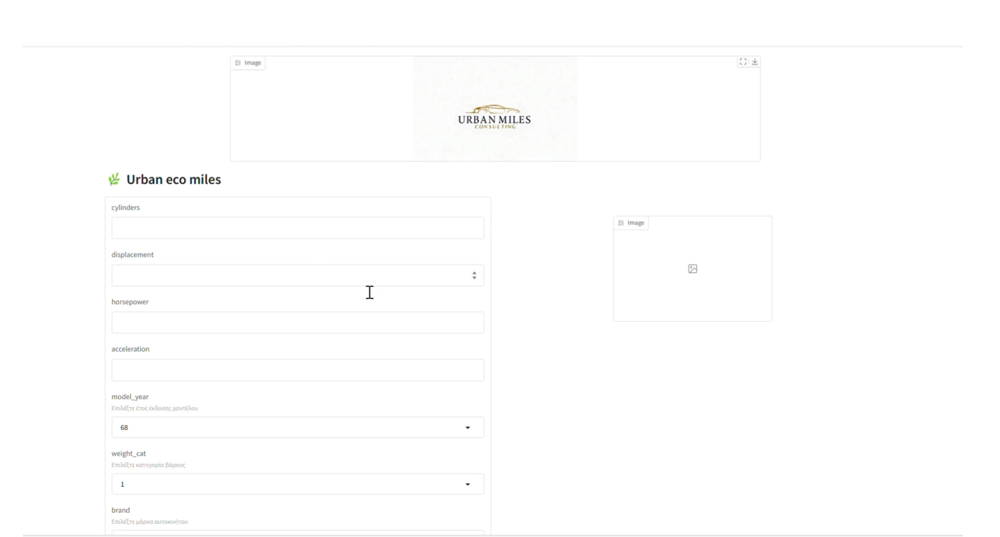 Image
URBAN MILES
CONSULTING
🌿 Urban eco miles
cylinders
displacement
Image
horsepower
acceleration
model_year
Επιλέξτε έτος έκδοσης μοντέλου
68
weight_cat
Επιλέξτε κατηγορία βάρους
1
brand
Επιλέξτε μάρκα αυτοκινήτου